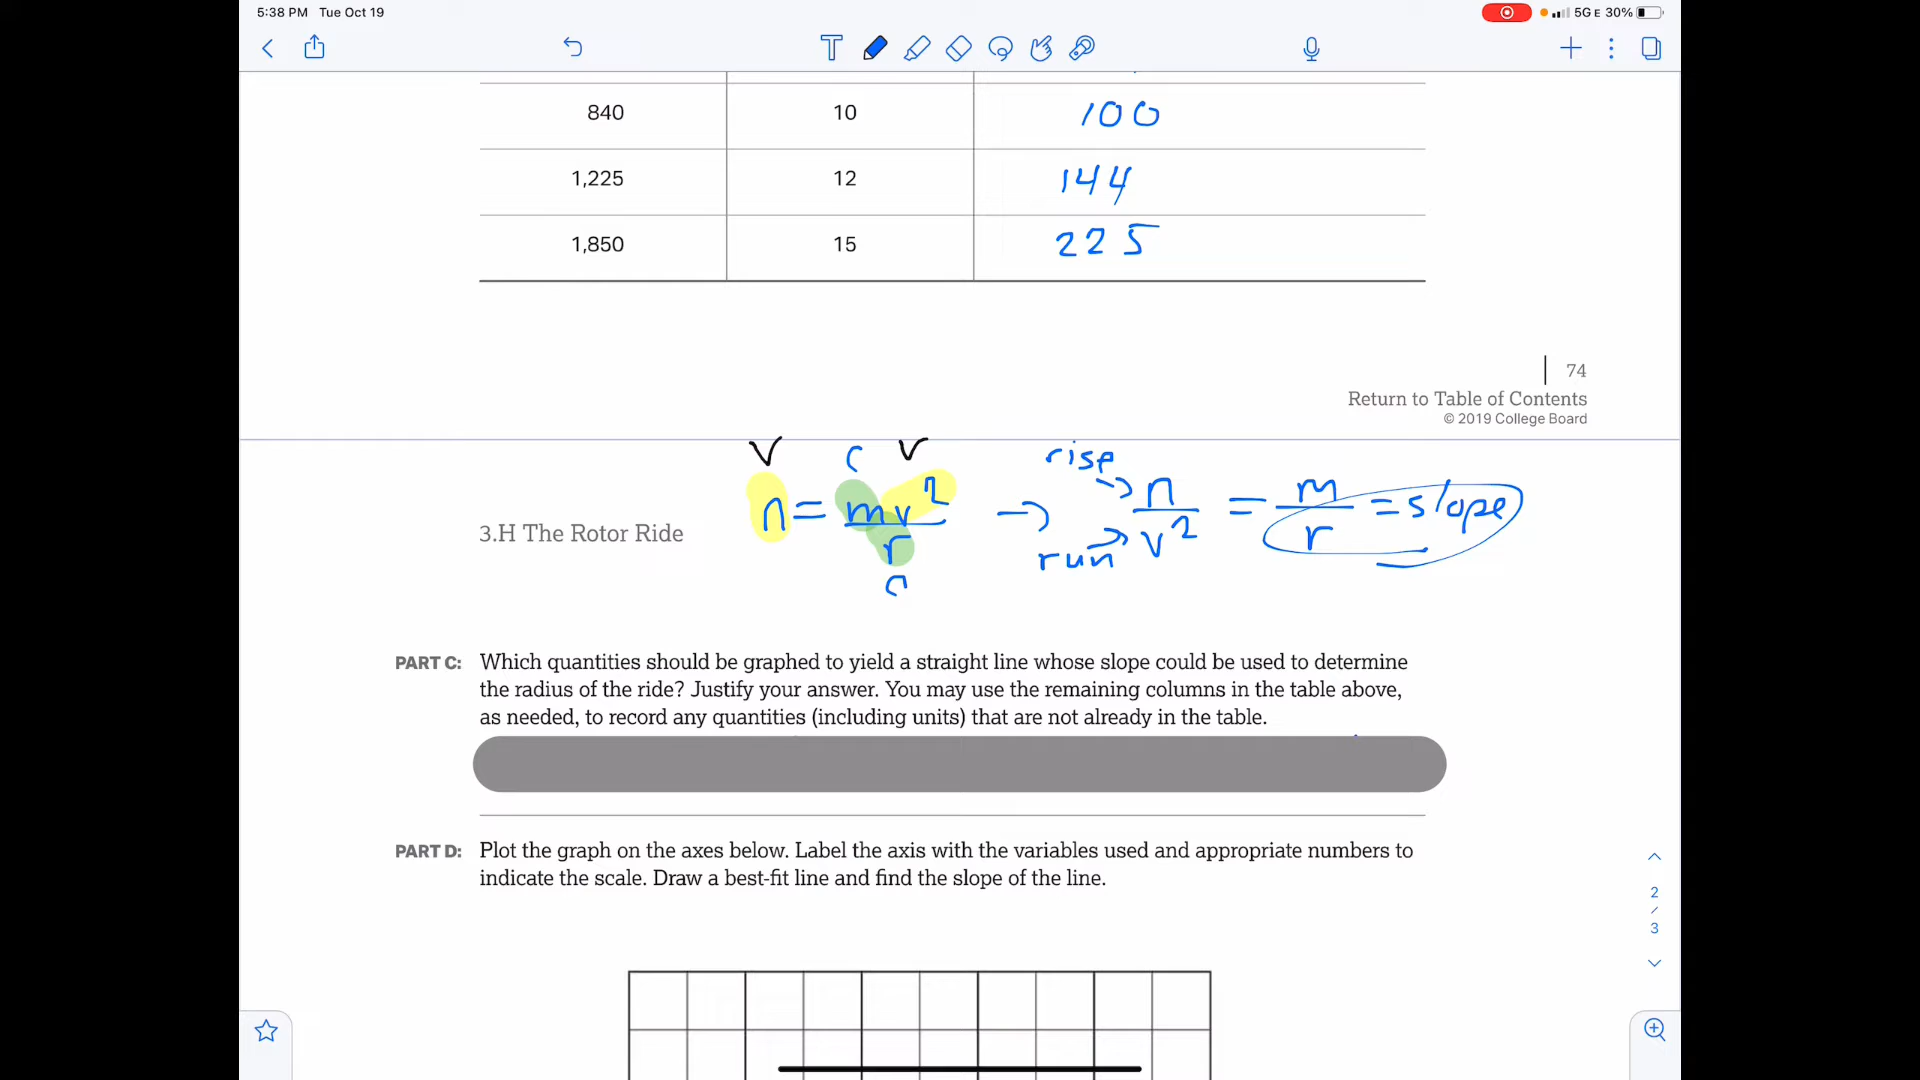 5:38 PM Tue Oct 19
5G E 30%
T
840 10 100
1,225 12 144
1,850 15 225
74
Return to Table of Contents
© 2019 College Board
v c v rise
n = mv² / r → n / v² = m / r = slope
run
c
3.H The Rotor Ride
PART C: Which quantities should be graphed to yield a straight line whose slope could be used to determine
the radius of the ride? Justify your answer. You may use the remaining columns in the table above,
as needed, to record any quantities (including units) that are not already in the table.
PART D: Plot the graph on the axes below. Label the axis with the variables used and appropriate numbers to
indicate the scale. Draw a best-fit line and find the slope of the line.
2
/
3